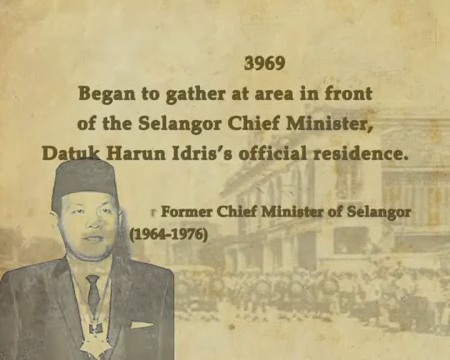 3969
Began to gather at area in front
of the Selangor Chief Minister,
Datuk Harun Idris's official residence.
r Former Chief Minister of Selangor
(1964-1976)